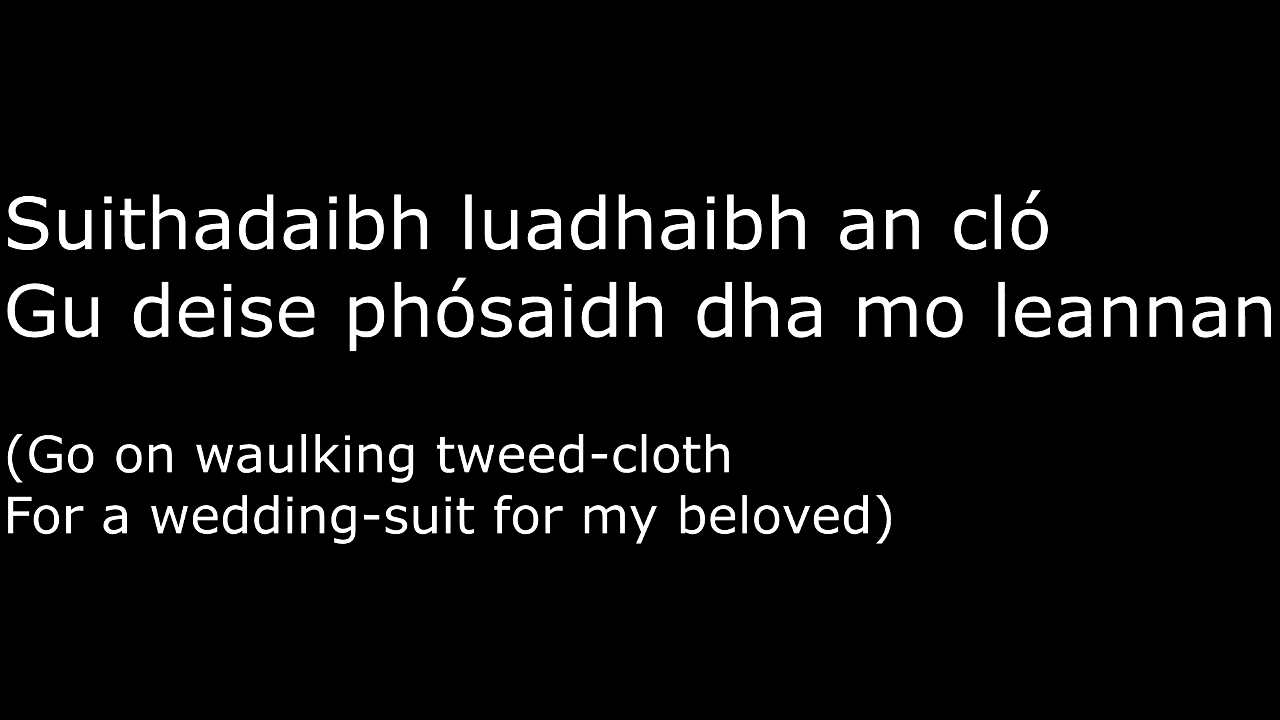 Suithadaibh luadhaibh an cló
Gu deise phósaidh dha mo leannan
(Go on waulking tweed-cloth
For a wedding-suit for my beloved)